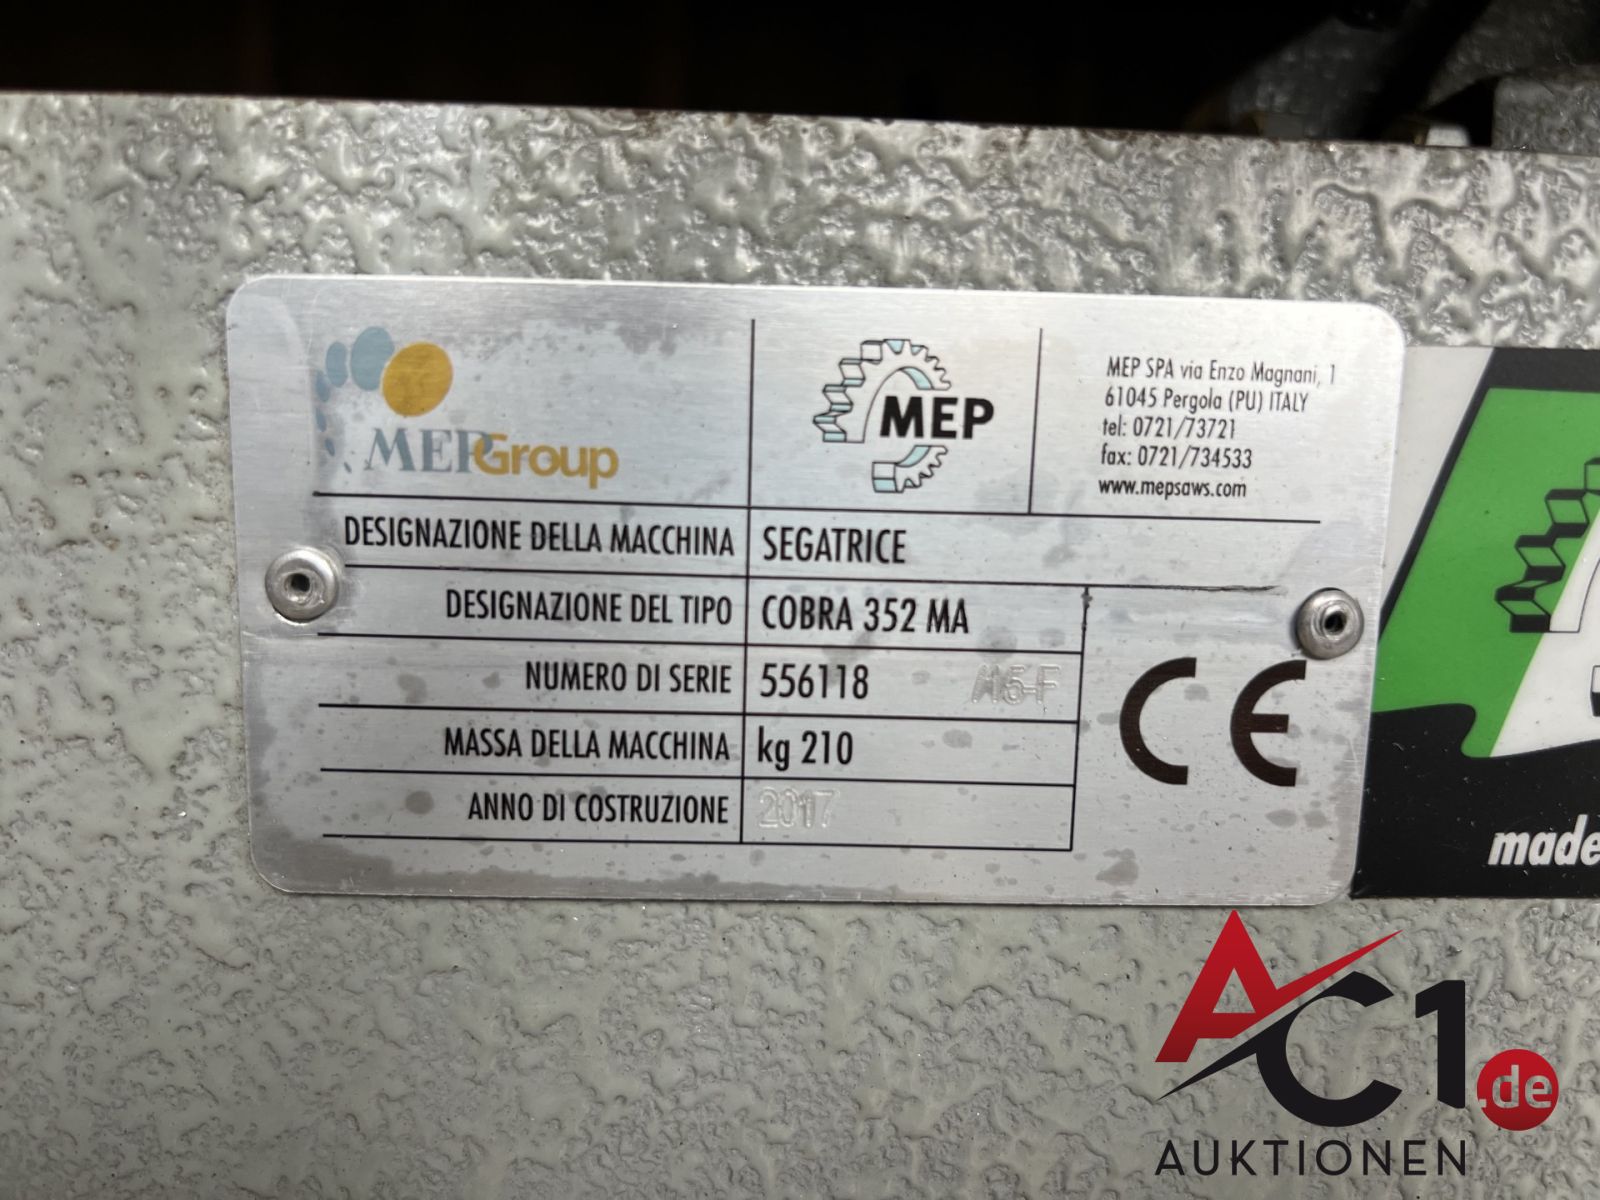 MEP Group
MEP
MEP SPA via Enzo Magnani, 1
61045 Pergola (PU) ITALY
tel: 0721/73721
fax: 0721/734533
www.mepsaws.com
DESIGNAZIONE DELLA MACCHINA SEGATRICE
DESIGNAZIONE DEL TIPO COBRA 352 MA
NUMERO DI SERIE 556118
MASSA DELLA MACCHINA kg 210
ANNO DI COSTRUZIONE 2017
CE
made
AC1.de
AUKTIONEN